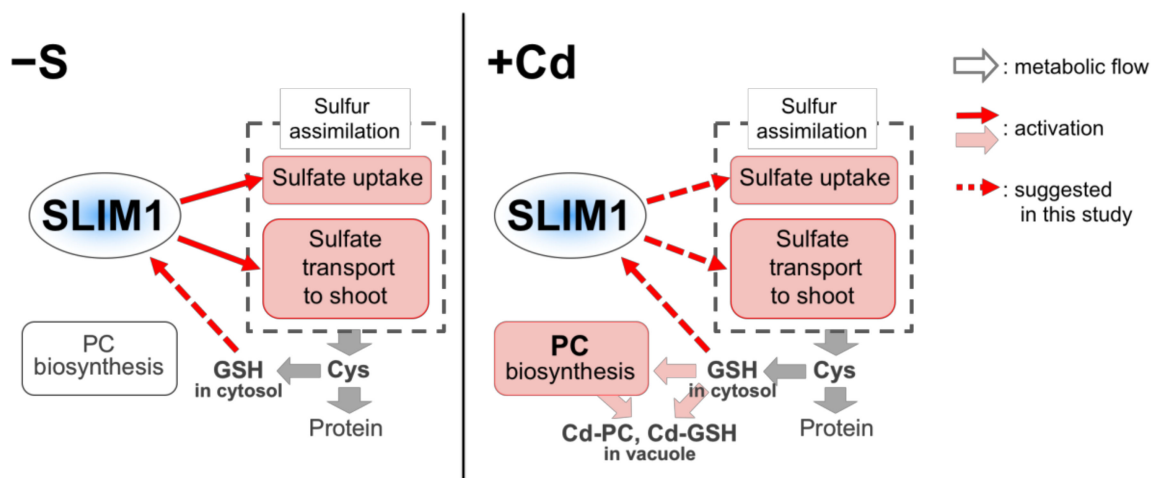 −S
Sulfur
assimilation
Sulfate uptake
SLIM1
Sulfate
transport
to shoot
PC
biosynthesis
GSH
in cytosol
Cys
Protein
+Cd
Sulfur
assimilation
Sulfate uptake
SLIM1
Sulfate
transport
to shoot
PC
biosynthesis
GSH
in cytosol
Cys
Cd-PC, Cd-GSH
in vacuole
Protein
: metabolic flow
: activation
: suggested
in this study